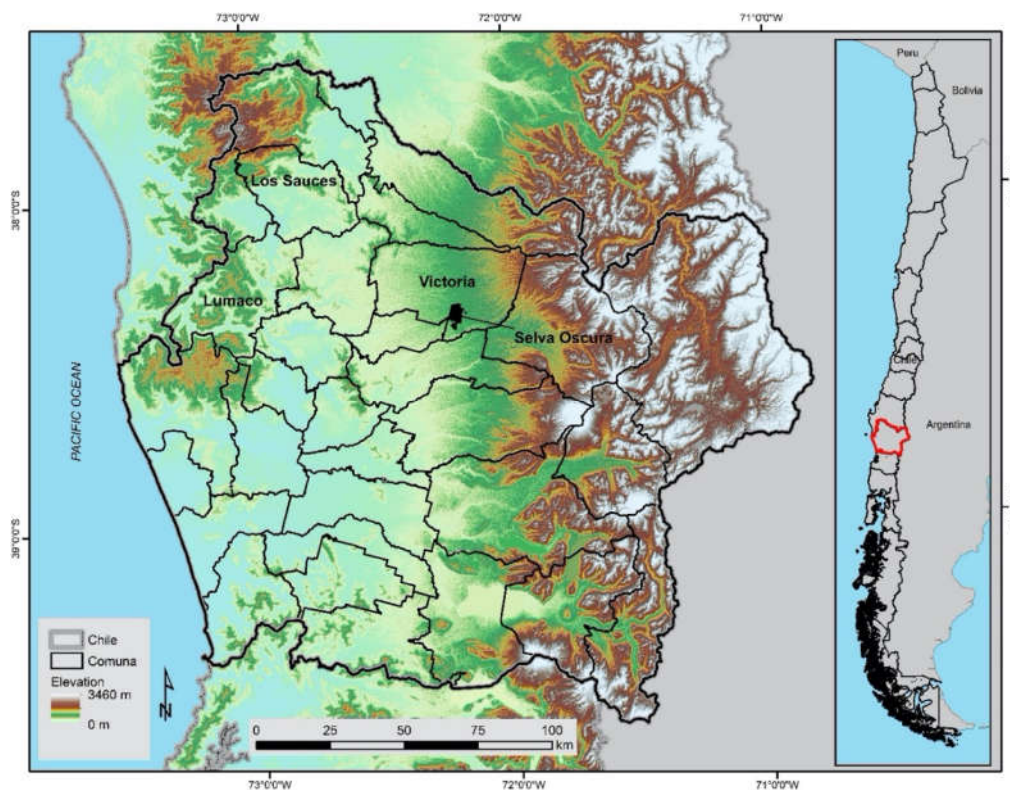 73°0'0"W
72°0'0"W
71°0'0"W
Peru
Bolivia
Los Sauces
38°0'0"S
Victoria
Lumaco
Selva Oscura
Chile
PACIFIC OCEAN
Argentina
39°0'0"S
Chile
Comuna
Elevation
3460 m
0 m
N
0 25 50 75 100
km
73°0'0"W
72°0'0"W
71°0'0"W